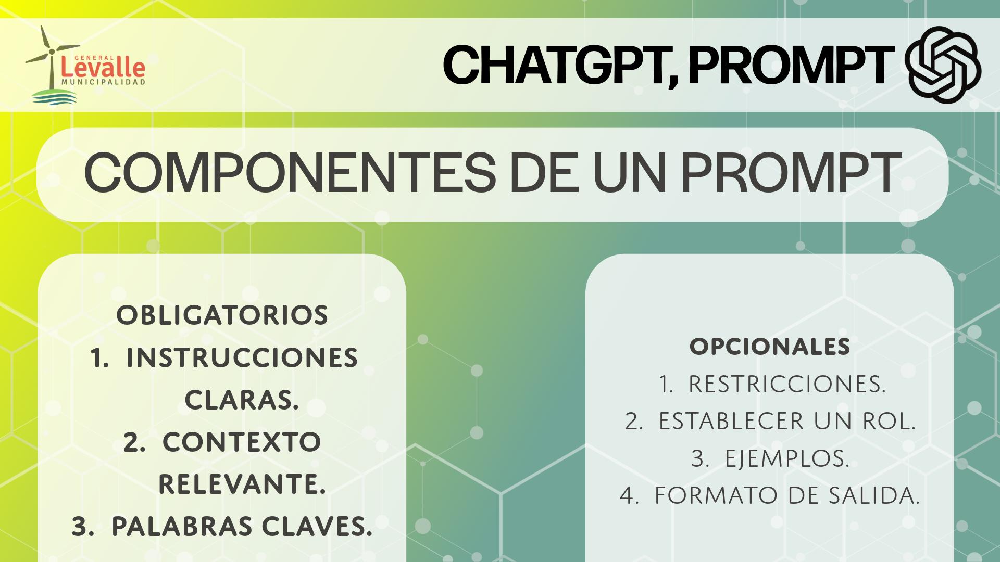 GENERAL
Levalle
MUNICIPALIDAD
CHATGPT, PROMPT
COMPONENTES DE UN PROMPT
OBLIGATORIOS
1. INSTRUCCIONES
CLARAS.
2. CONTEXTO
RELEVANTE.
3. PALABRAS CLAVES.
OPCIONALES
1. RESTRICCIONES.
2. ESTABLECER UN ROL.
3. EJEMPLOS.
4. FORMATO DE SALIDA.